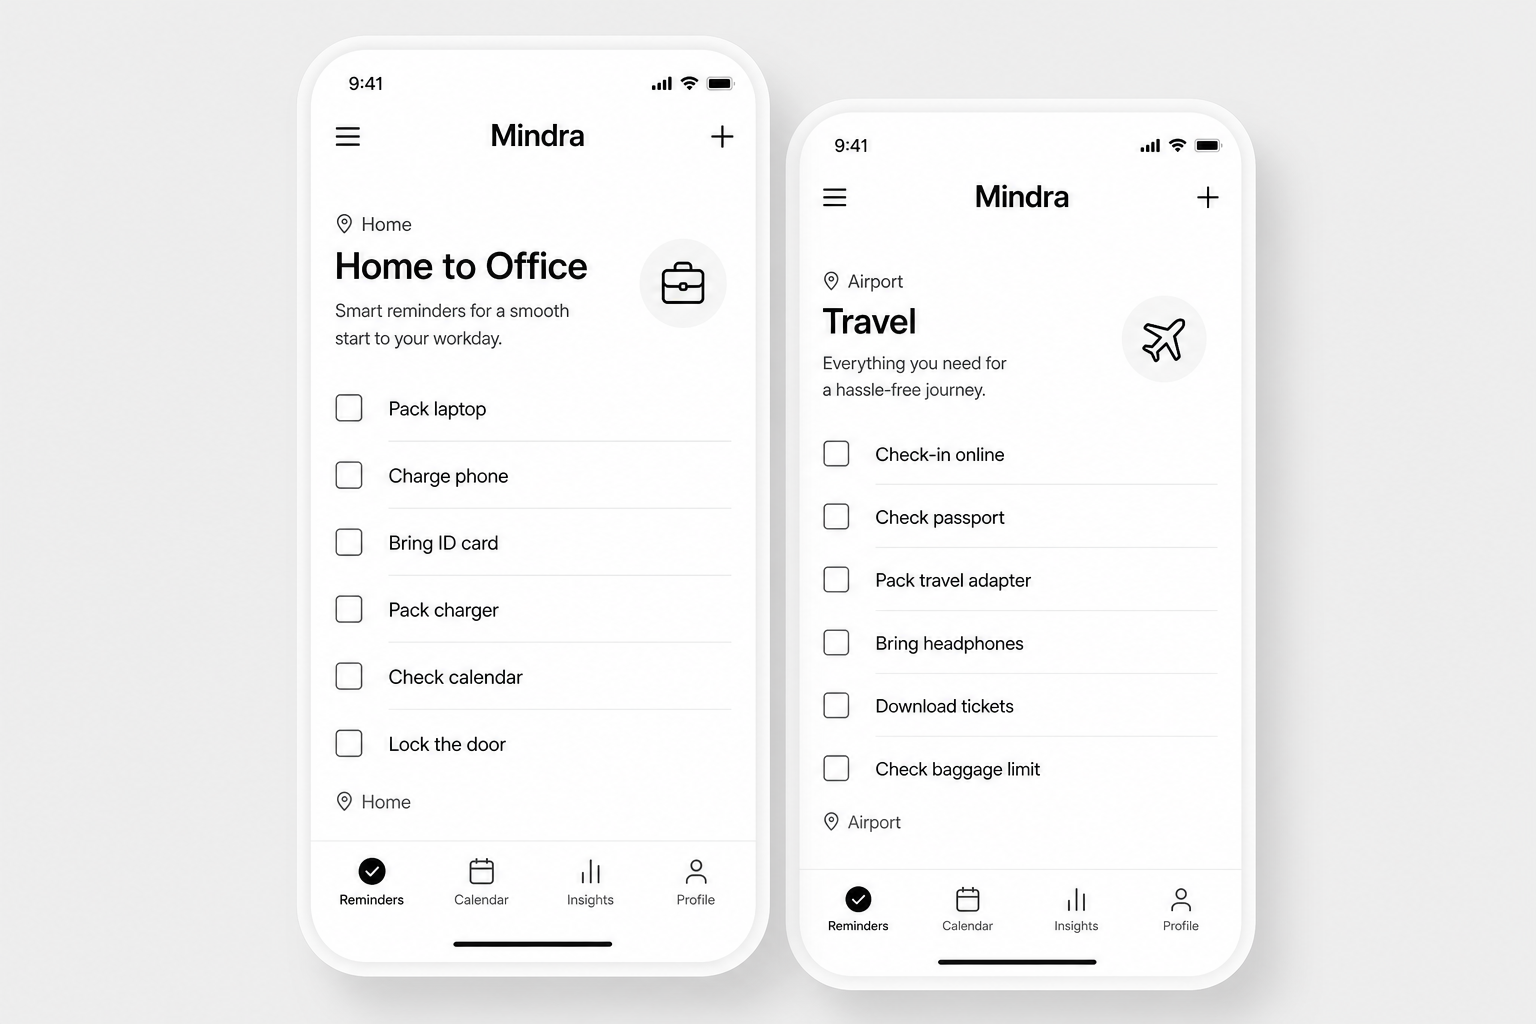 9:41
Mindra
Home
Home to Office
Smart reminders for a smooth
start to your workday.
Pack laptop
Charge phone
Bring ID card
Pack charger
Check calendar
Lock the door
Home
Reminders
Calendar
Insights
Profile
9:41
Mindra
Airport
Travel
Everything you need for
a hassle-free journey.
Check-in online
Check passport
Pack travel adapter
Bring headphones
Download tickets
Check baggage limit
Airport
Reminders
Calendar
Insights
Profile